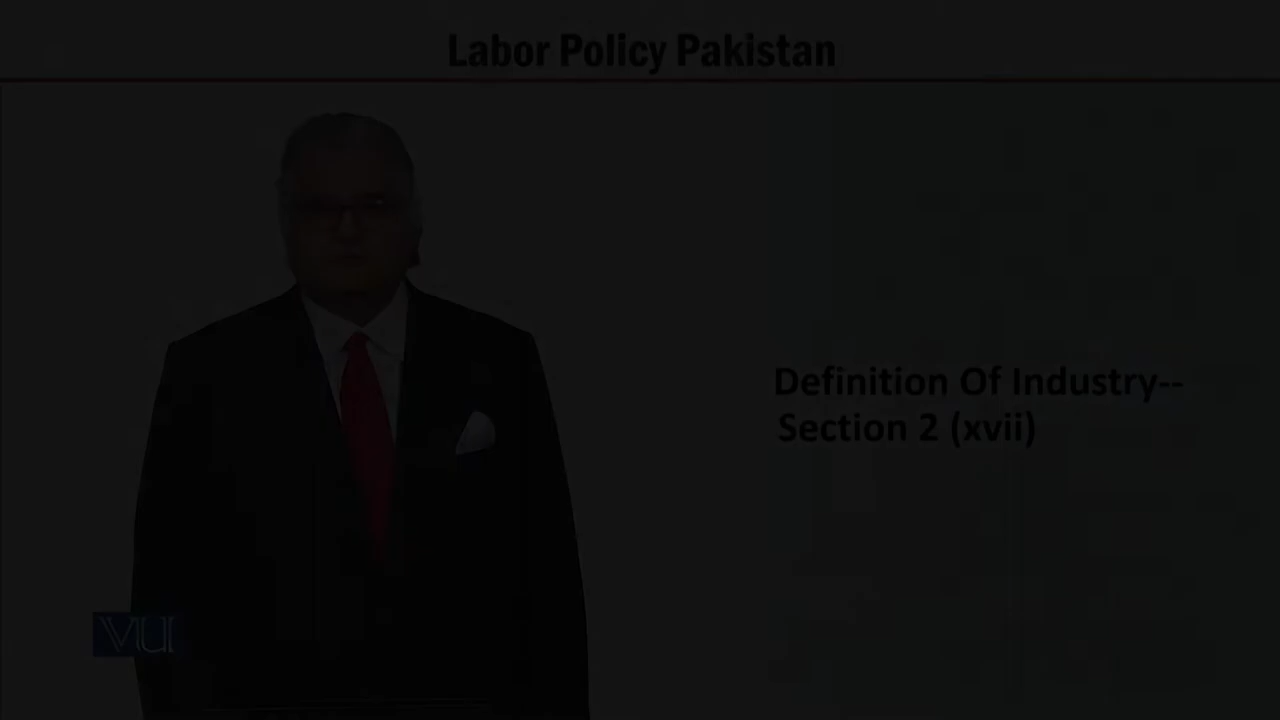 Labor Policy Pakistan
Definition Of Industry--
Section 2 (xvii)
VU